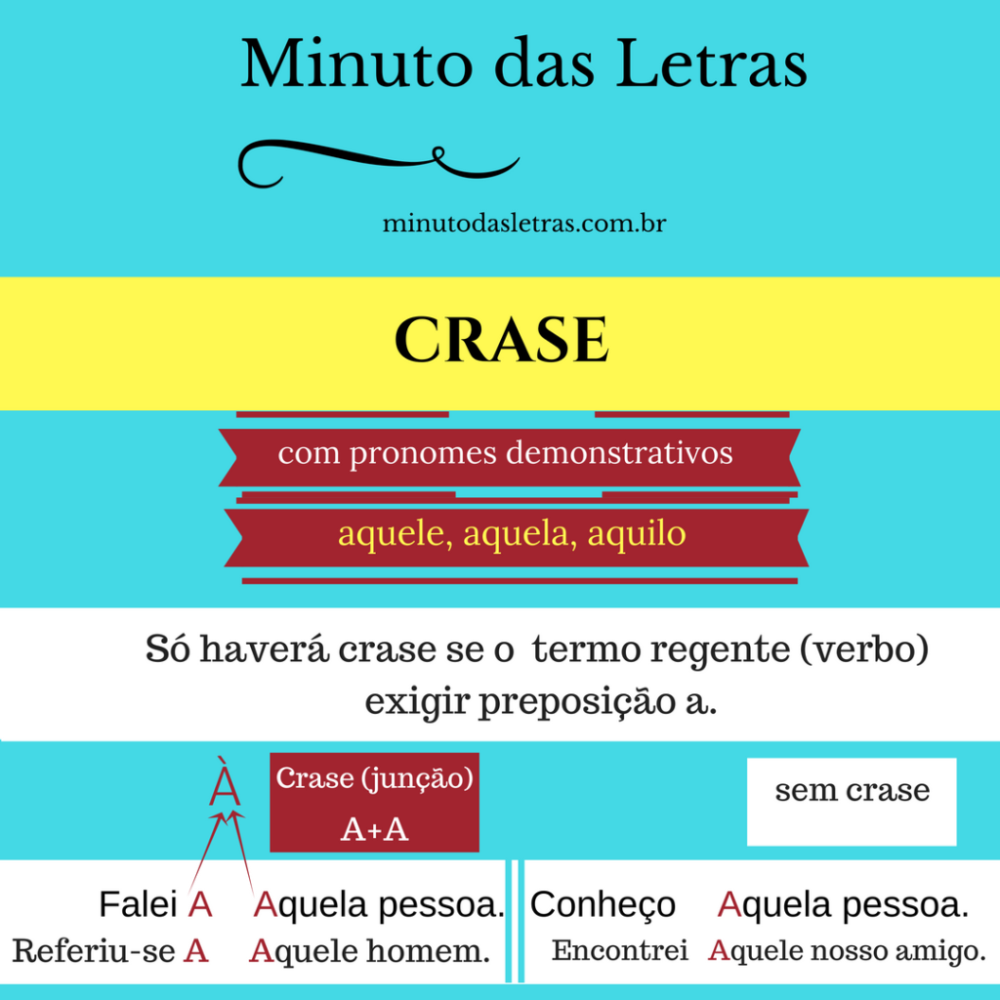 Minuto das Letras
minutodasletras.com.br
CRASE
com pronomes demonstrativos
aquele, aquela, aquilo
Só haverá crase se o termo regente (verbo)
exigir preposição a.
À
Crase (junção)
A+A
sem crase
Falei A Aquela pessoa.
Referiu-se A Aquele homem.
Conheço Aquela pessoa.
Encontrei Aquele nosso amigo.